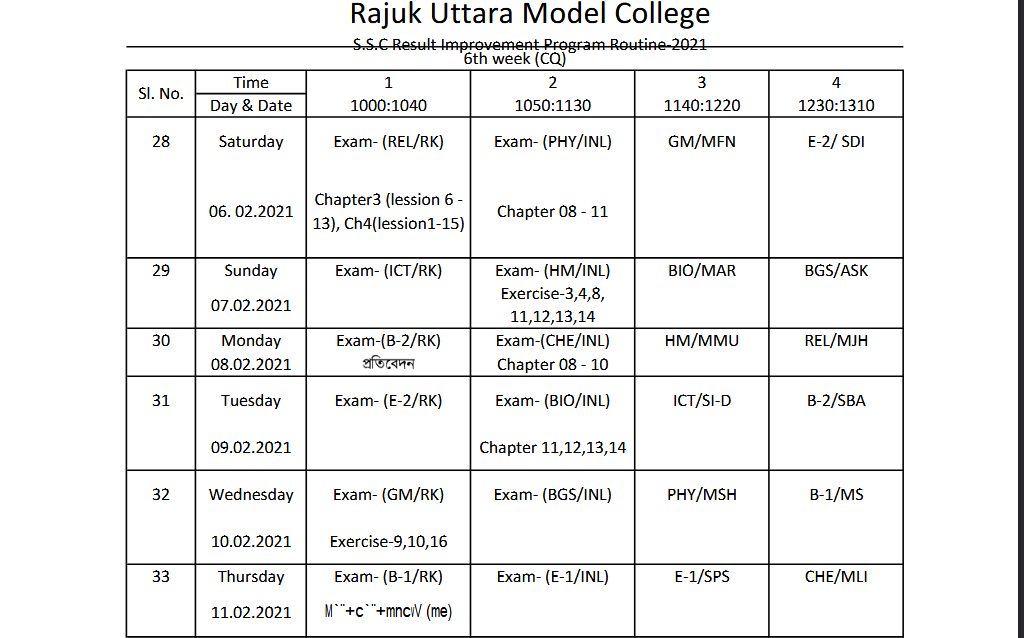 Rajuk Uttara Model College
S.S.C Result Improvement Program Routine-2021
6th week (CQ)
Sl. No. Time 1 2 3 4
Day & Date 1000:1040 1050:1130 1140:1220 1230:1310
28 Saturday Exam- (REL/RK) Exam- (PHY/INL) GM/MFN E-2/ SDI
06. 02.2021 Chapter3 (lession 6 - Chapter 08 - 11
13), Ch4(lession1-15)
29 Sunday Exam- (ICT/RK) Exam- (HM/INL) BIO/MAR BGS/ASK
07.02.2021 Exercise-3,4,8,
11,12,13,14
30 Monday Exam-(B-2/RK) Exam-(CHE/INL) HM/MMU REL/MJH
08.02.2021 প্রতিবেদন Chapter 08 - 10
31 Tuesday Exam- (E-2/RK) Exam- (BIO/INL) ICT/SI-D B-2/SBA
09.02.2021 Chapter 11,12,13,14
32 Wednesday Exam- (GM/RK) Exam- (BGS/INL) PHY/MSH B-1/MS
10.02.2021 Exercise-9,10,16
33 Thursday Exam- (B-1/RK) Exam- (E-1/INL) E-1/SPS CHE/MLI
11.02.2021 M`¨+c`¨+mncvV (me)